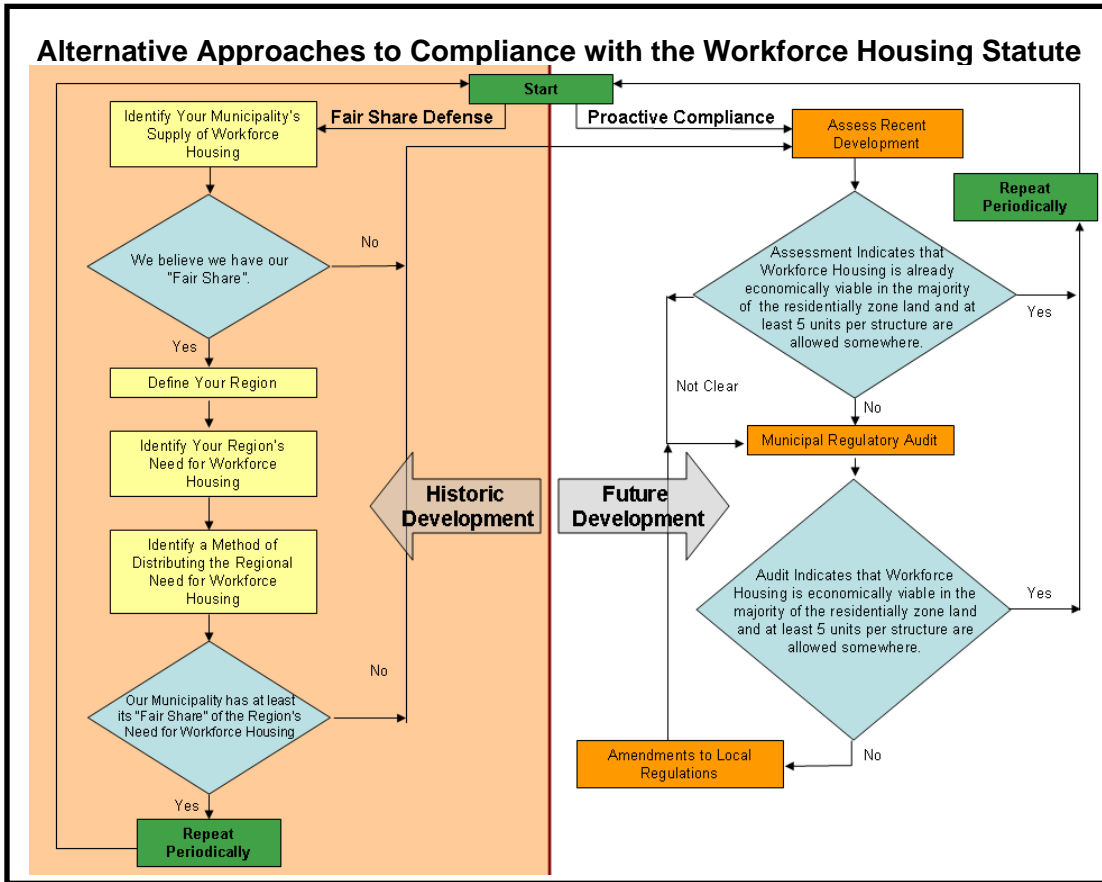 Alternative Approaches to Compliance with the Workforce Housing Statute
Start
Fair Share Defense
Proactive Compliance
Identify Your Municipality's
Supply of Workforce
Housing
We believe we have our
"Fair Share".
No
Yes
Define Your Region
Identify Your Region's
Need for Workforce
Housing
Identify a Method of
Distributing the Regional
Need for Workforce
Housing
Our Municipality has at least
its "Fair Share" of the Region's
Need for Workforce Housing
No
Yes
Repeat
Periodically
Historic
Development
Future
Development
Assess Recent
Development
Repeat
Periodically
Assessment Indicates that
Workforce Housing is already
economically viable in the majority
of the residentially zone land and at
least 5 units per structure are
allowed somewhere.
Yes
Not Clear
No
Municipal Regulatory Audit
Audit Indicates that Workforce
Housing is economically viable in the
majority of the residentially zone land
and at least 5 units per structure are
allowed somewhere.
Yes
No
Amendments to Local
Regulations